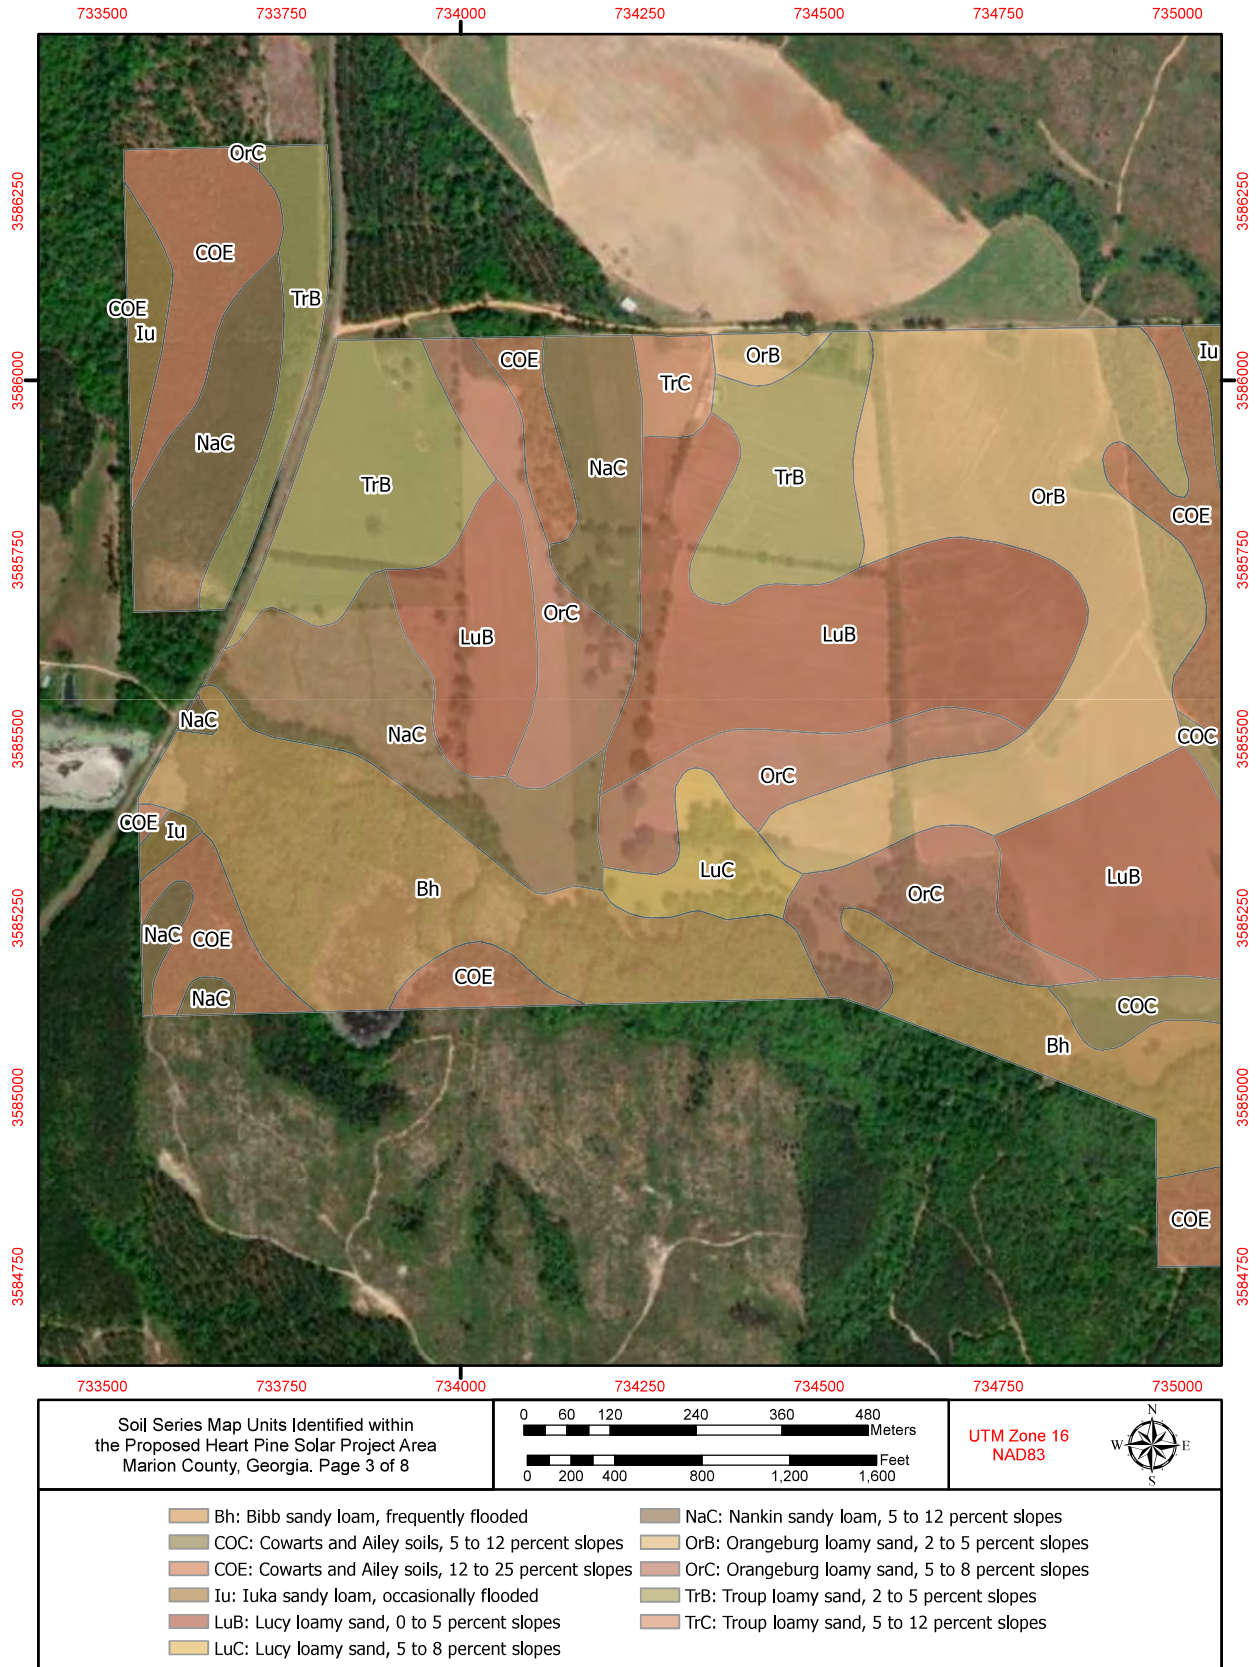 733500 733750 734000 734250 734500 734750 735000
3586250 3586250
3586000 3586000
3585750 3585750
3585500 3585500
3585250 3585250
3585000 3585000
3584750 3584750
OrC
COE
COE
Iu
TrB
NaC
COE
TrC
OrB
Iu
TrB
NaC
TrB
OrB
COE
OrC
LuB
LuB
NaC
NaC
COC
OrC
COE
Iu
Bh
LuC
OrC
LuB
NaC
COE
COE
NaC
COC
Bh
COE
733500 733750 734000 734250 734500 734750 735000
Soil Series Map Units Identified within
the Proposed Heart Pine Solar Project Area
Marion County, Georgia. Page 3 of 8
0 60 120 240 360 480
Meters
Feet
0 200 400 800 1,200 1,600
UTM Zone 16
NAD83
N
W E
S
Bh: Bibb sandy loam, frequently flooded
COC: Cowarts and Ailey soils, 5 to 12 percent slopes
COE: Cowarts and Ailey soils, 12 to 25 percent slopes
Iu: Iuka sandy loam, occasionally flooded
LuB: Lucy loamy sand, 0 to 5 percent slopes
LuC: Lucy loamy sand, 5 to 8 percent slopes
NaC: Nankin sandy loam, 5 to 12 percent slopes
OrB: Orangeburg loamy sand, 2 to 5 percent slopes
OrC: Orangeburg loamy sand, 5 to 8 percent slopes
TrB: Troup loamy sand, 2 to 5 percent slopes
TrC: Troup loamy sand, 5 to 12 percent slopes